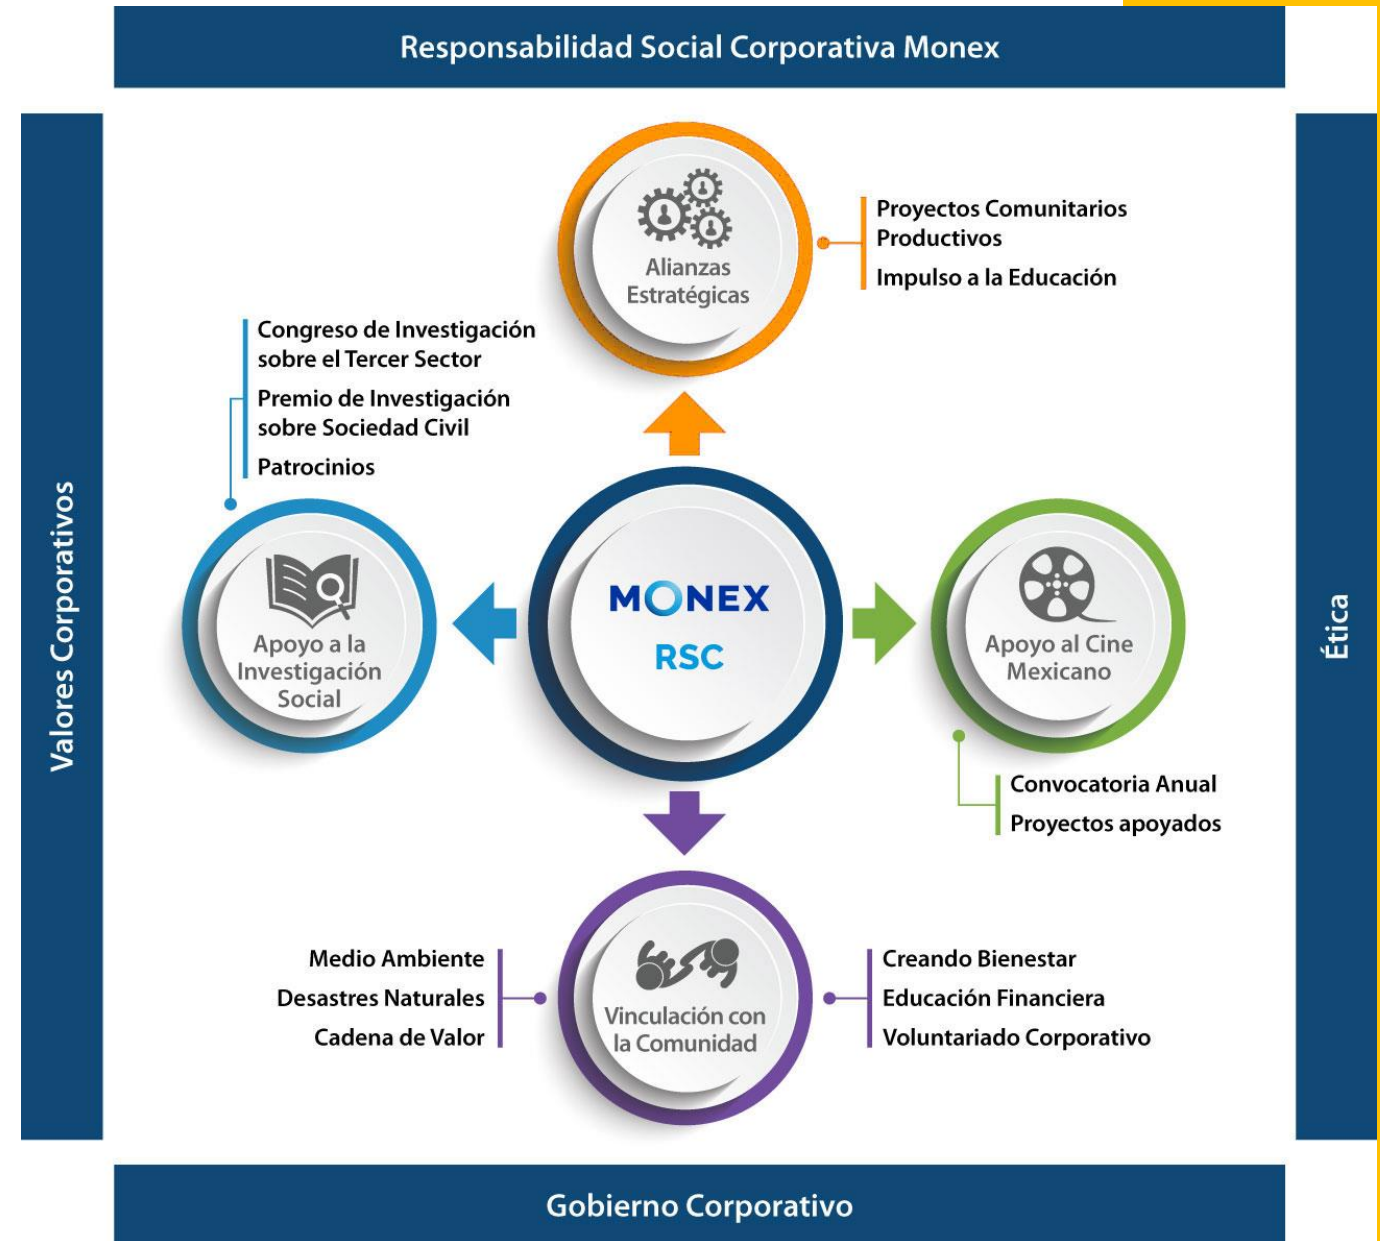 Responsabilidad Social Corporativa Monex
Alianzas
Estratégicas
Proyectos Comunitarios
Productivos
Impulso a la Educación
Congreso de Investigación
sobre el Tercer Sector
Premio de Investigación
sobre Sociedad Civil
Patrocinios
Valores Corporativos
Apoyo a la
Investigación
Social
MONEX
RSC
Apoyo al Cine
Mexicano
Ética
Convocatoria Anual
Proyectos apoyados
Medio Ambiente
Desastres Naturales
Cadena de Valor
Vinculación con
la Comunidad
Creando Bienestar
Educación Financiera
Voluntariado Corporativo
Gobierno Corporativo